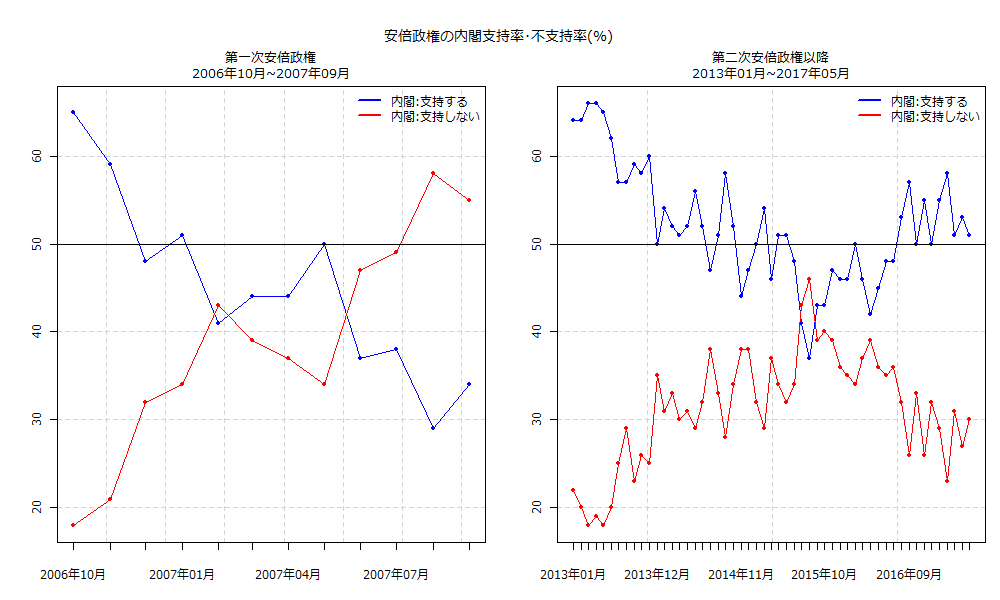 安倍政権の内閣支持率・不支持率(%)
第一次安倍政権
2006年10月~2007年09月
内閣:支持する
内閣:支持しない
60
50
40
30
20
2006年10月 2007年01月 2007年04月 2007年07月
第二次安倍政権以降
2013年01月~2017年05月
内閣:支持する
内閣:支持しない
60
50
40
30
20
2013年01月 2013年12月 2014年11月 2015年10月 2016年09月